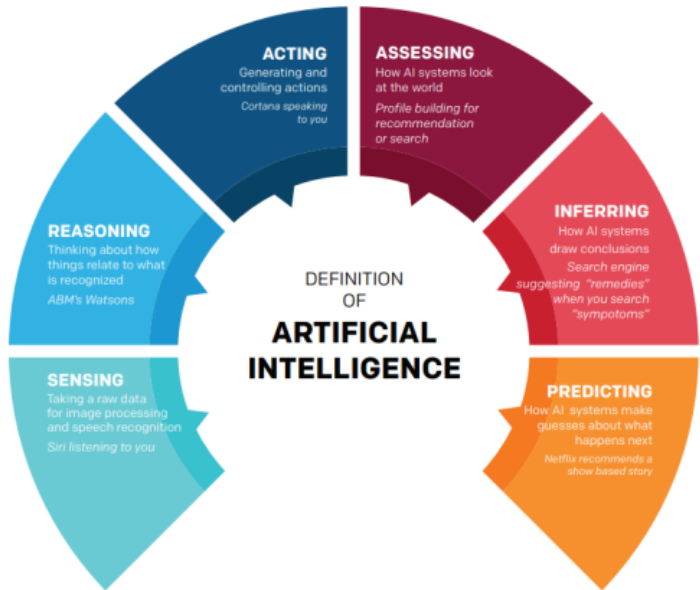 DEFINITION
OF
ARTIFICIAL
INTELLIGENCE
SENSING
Taking a raw data
for image processing
and speech recognition
Siri listening to you
REASONING
Thinking about how
things relate to what
is recognized
ABM's Watsons
ACTING
Generating and
controlling actions
Cortana speaking
to you
ASSESSING
How AI systems look
at the world
Profile building for
recommendation
or search
INFERRING
How AI systems
draw conclusions
Search engine
suggesting "remedies"
when you search
"sympotoms"
PREDICTING
How AI systems make
guesses about what
happens next
Netflix recommends a
show based story